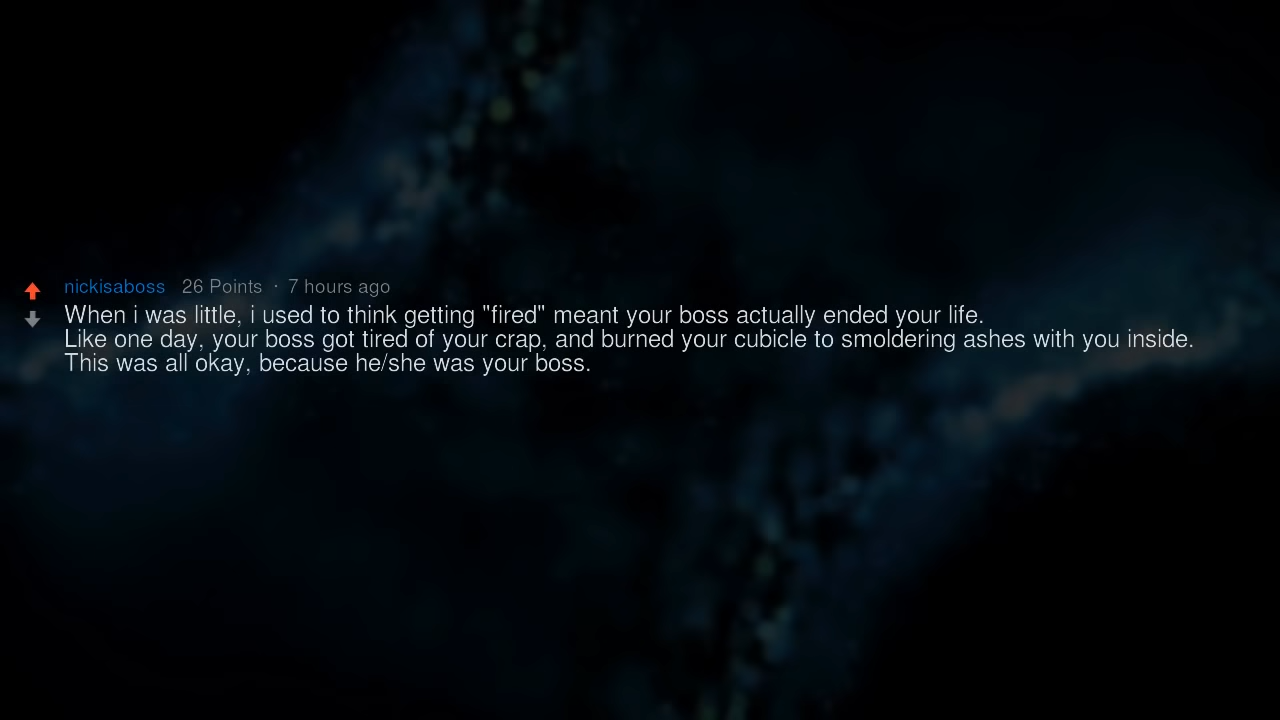 nickisaboss 26 Points · 7 hours ago
When i was little, i used to think getting "fired" meant your boss actually ended your life.
Like one day, your boss got tired of your crap, and burned your cubicle to smoldering ashes with you inside.
This was all okay, because he/she was your boss.